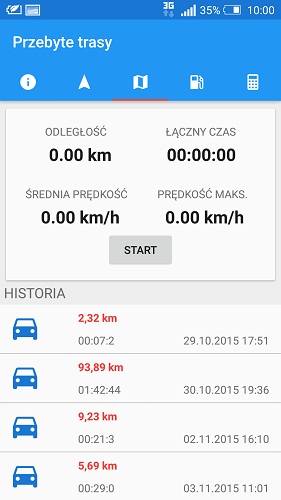 3G 35% 10:00
Przebyte trasy
ODLEGŁOŚĆ ŁĄCZNY CZAS
0.00 km 00:00:00
ŚREDNIA PRĘDKOŚĆ PRĘDKOŚĆ MAKS.
0.00 km/h 0.00 km/h
START
HISTORIA
2,32 km
00:07:2 29.10.2015 17:51
93,89 km
01:42:44 30.10.2015 19:36
9,23 km
00:21:3 02.11.2015 16:10
5,69 km
00:29:0 03.11.2015 11:01